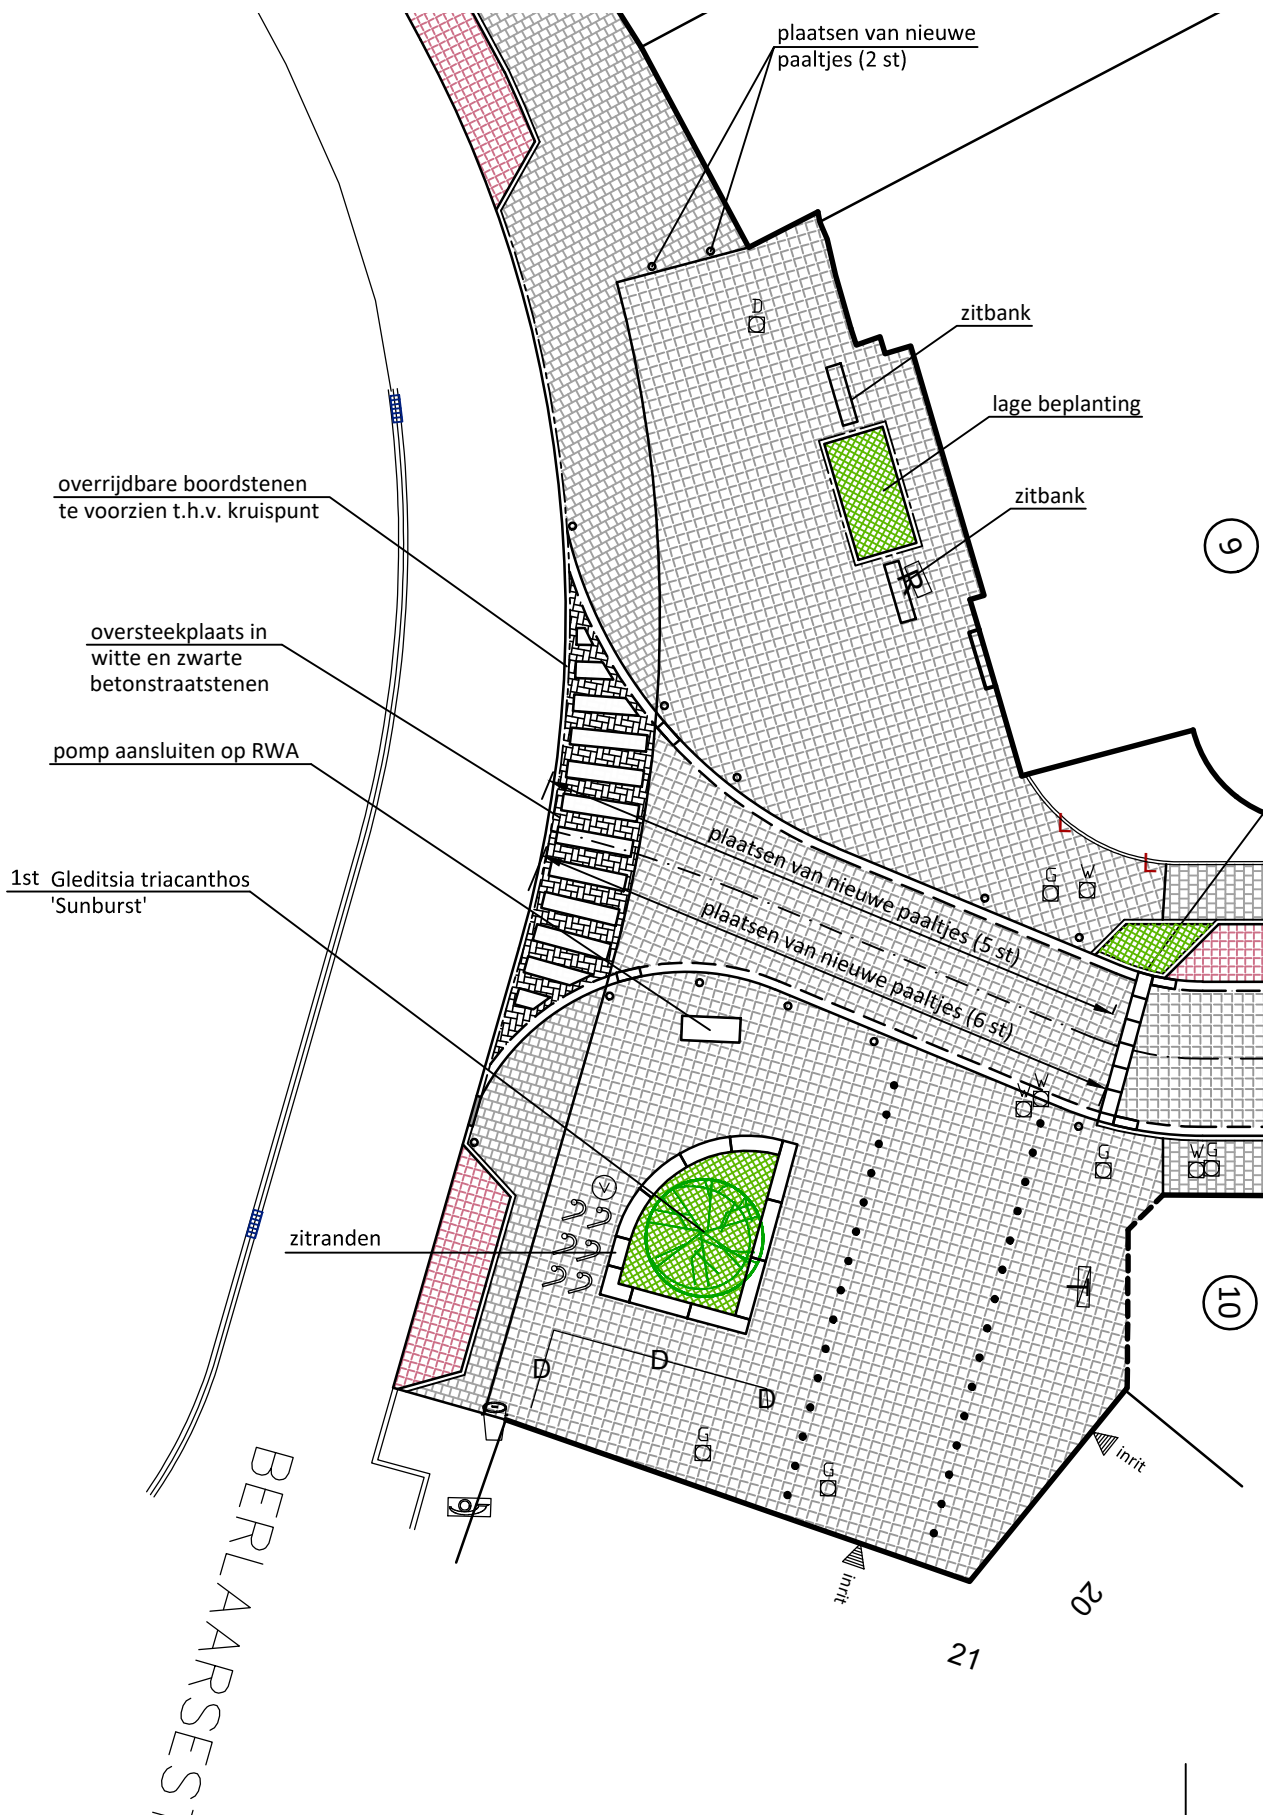 plaatsen van nieuwe
paaltjes (2 st)
D
zitbank
lage beplanting
zitbank
R
9
overrijdbare boordstenen
te voorzien t.h.v. kruispunt
oversteekplaats in
witte en zwarte
betonstraatstenen
pomp aansluiten op RWA
1st Gleditsia triacanthos
'Sunburst'
plaatsen van nieuwe paaltjes (5 st)
plaatsen van nieuwe paaltjes (6 st)
L
L
G W
W W
G
W G
V
zitranden
T
10
D
D
D
G
G
inrit
inrit
20
21
BERLAARSEST